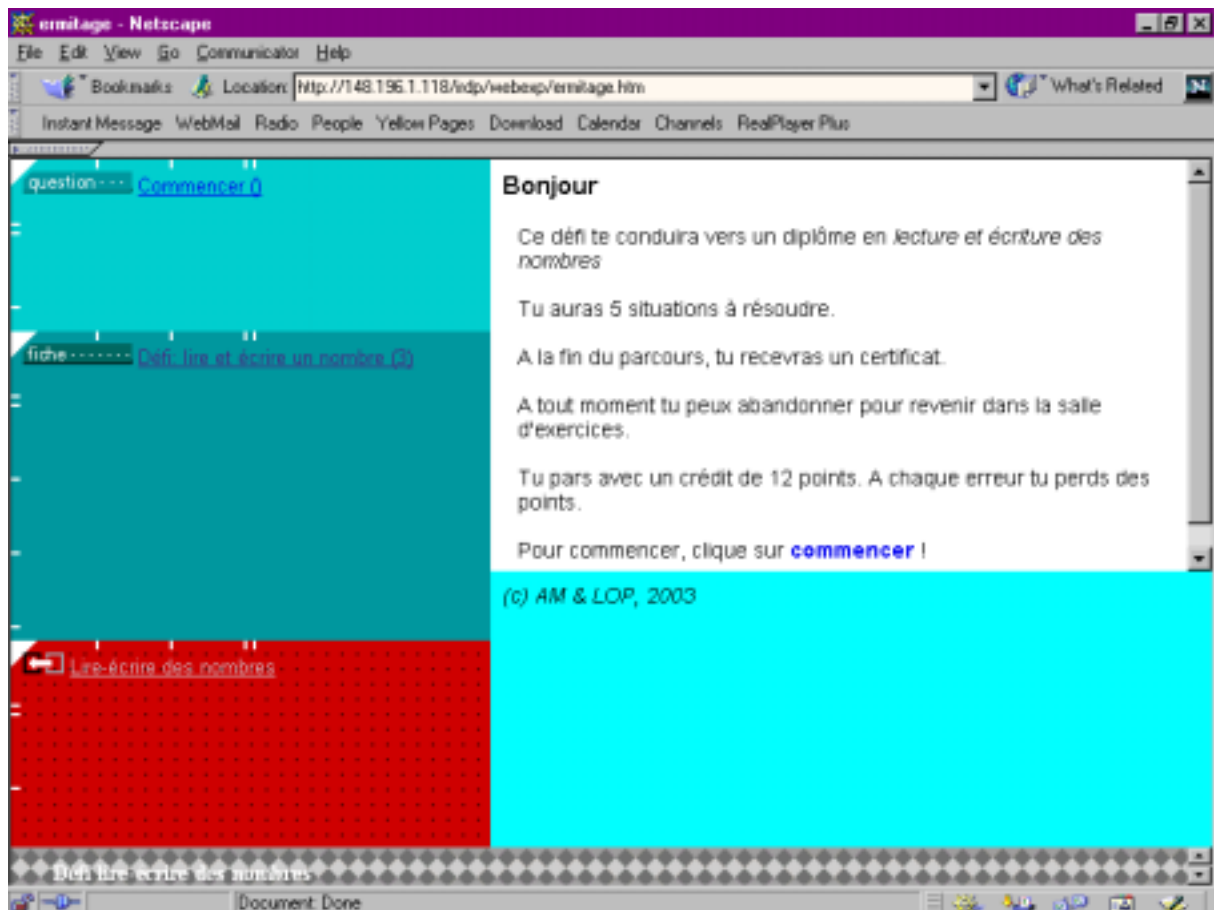 ermitage - Netscape
File Edit View Go Communicator Help
Bookmarks Location: http://148.196.1.118/indp/webexp/ermitage.htm What's Related N
Instant Message WebMail Radio People Yellow Pages Download Calendar Channels RealPlayer Plus
question - - - Commencer ()
fiche - - - - - - - Défi: lire et écrire un nombre (3)
Lire-écrire des nombres
Bonjour
Ce défi te conduira vers un diplôme en lecture et écriture des
nombres
Tu auras 5 situations à résoudre.
A la fin du parcours, tu recevras un certificat.
A tout moment tu peux abandonner pour revenir dans la salle
d'exercices.
Tu pars avec un crédit de 12 points. A chaque erreur tu perds des
points.
Pour commencer, clique sur commencer !
(c) AM & LOP, 2003
Défi lire écrire des nombres
Document: Done